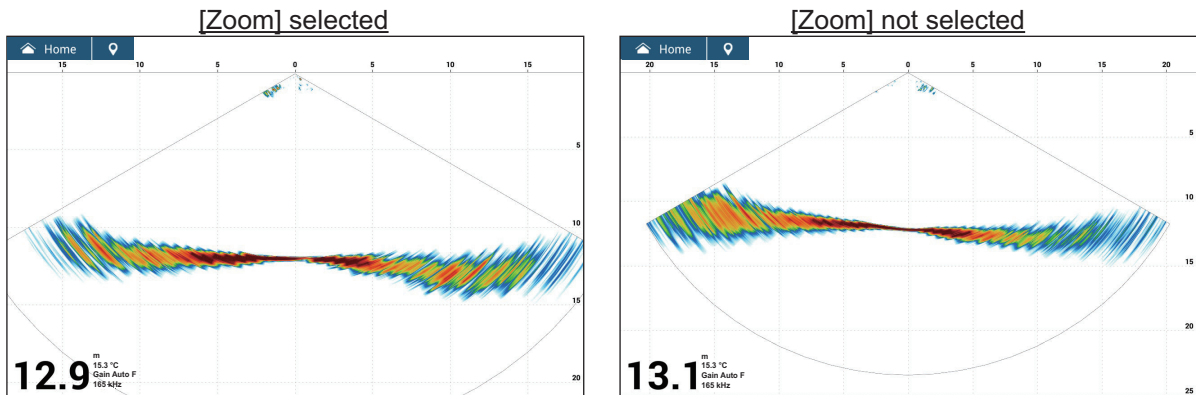 [Zoom] selected
Home
15 10 5 0 5 10 15
5
10
15
20
12.9
m
15.3 °C
Gain Auto F
165 kHz
[Zoom] not selected
Home
20 15 10 5 0 5 10 15 20
5
10
15
20
25
13.1
m
15.3 °C
Gain Auto F
165 kHz